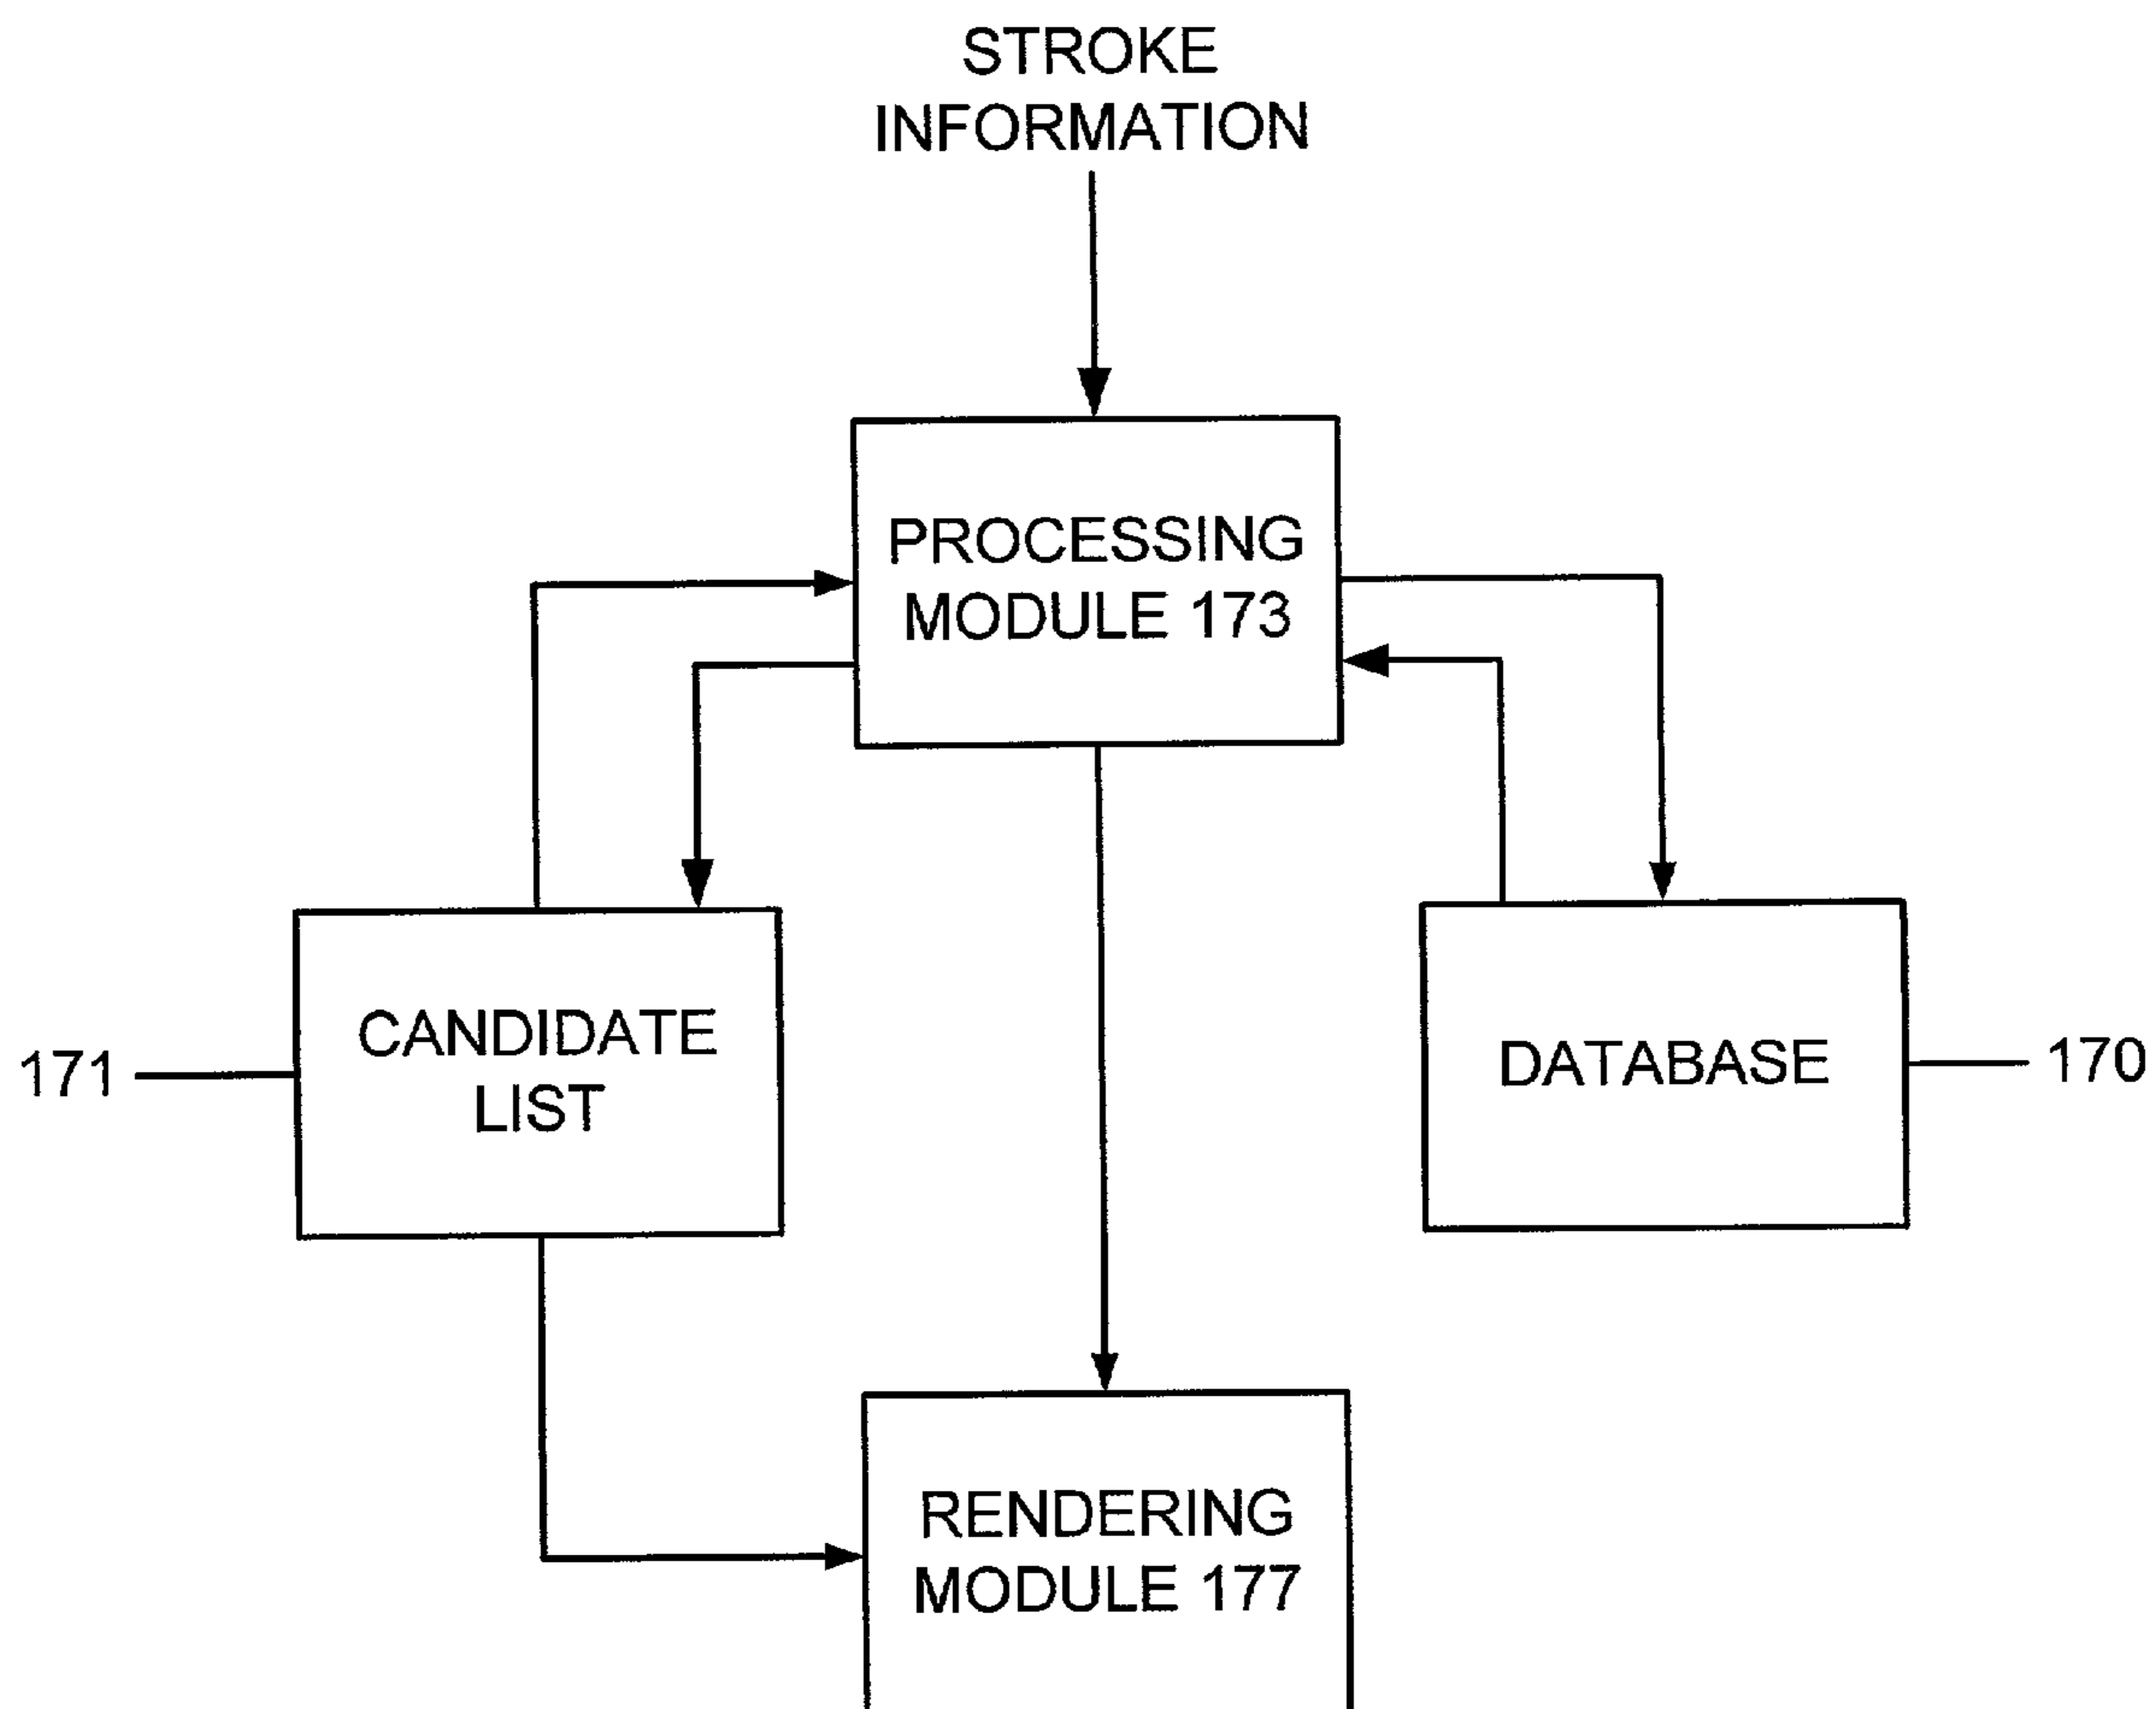 STROKE
INFORMATION
PROCESSING
MODULE 173
CANDIDATE
LIST
171
DATABASE
170
RENDERING
MODULE 177